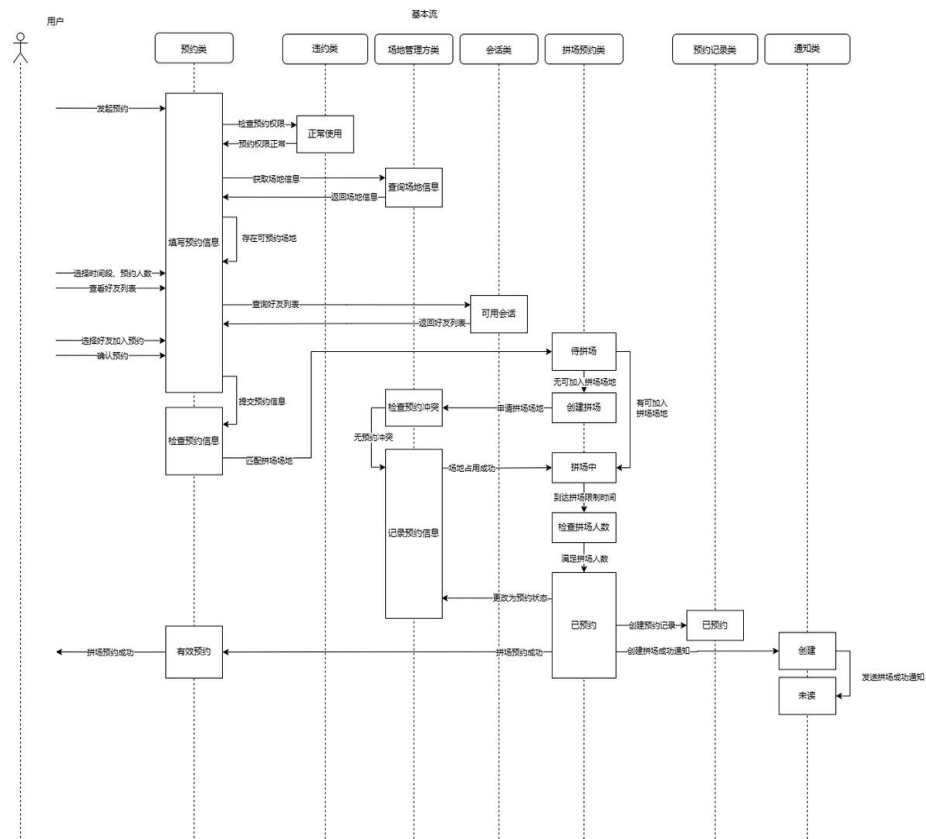 基本流
用户
预约类
违约类
场地管理方类
会话类
拼场预约类
预约记录类
通知类
发起预约
检查预约权限
正常使用
预约权限正常
获取场地信息
查询场地信息
返回场地信息
存在可预约场地
填写预约信息
选择时间段、预约人数
查看好友列表
查询好友列表
可用会话
返回好友列表
选择好友加入预约
确认预约
待拼场
无可加入拼场场地
提交预约信息
检查预约冲突
申请拼场场地
创建拼场
有可加入
拼场场地
检查预约信息
无预约冲突
匹配拼场场地
场地占用成功
拼场中
到达拼场限制时间
记录预约信息
检查拼场人数
满足拼场人数
更改为预约状态
已预约
创建预约记录
已预约
拼场预约成功
有效预约
拼场预约成功
创建拼场成功通知
创建
发送拼场成功通知
未读